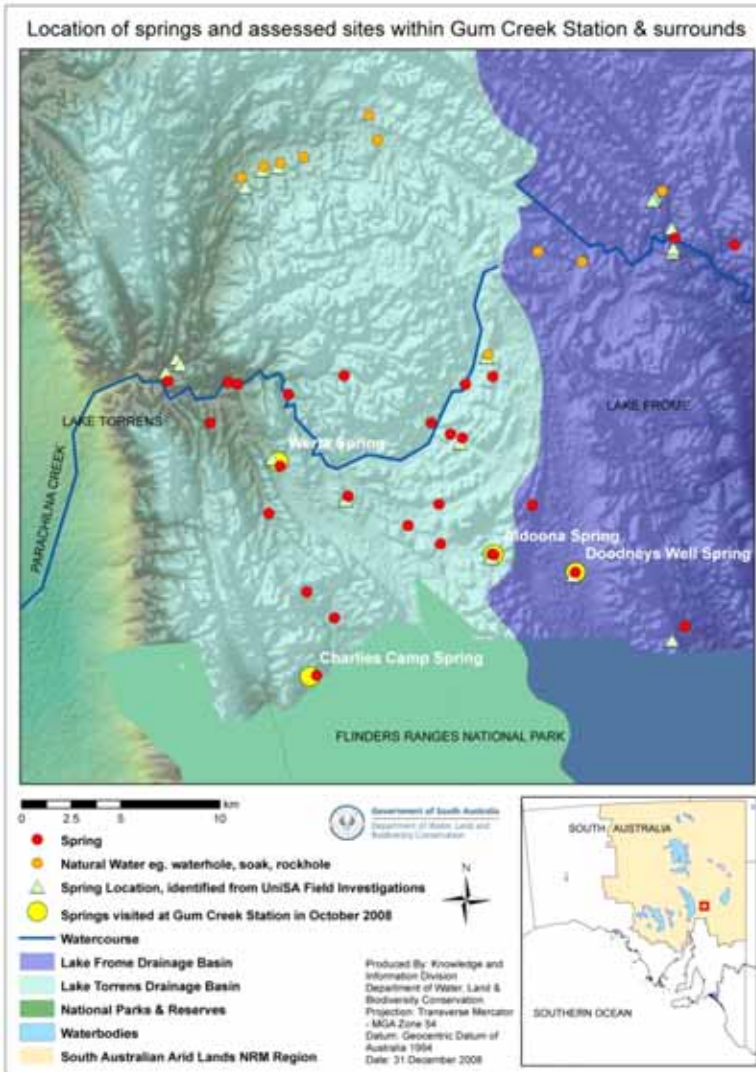 Location of springs and assessed sites within Gum Creek Station & surrounds
LAKE TORRENS
LAKE FROME
Werta Spring
PARACHILNA CREEK
Aldoona Spring
Doodneys Well Spring
Charlies Camp Spring
FLINDERS RANGES NATIONAL PARK
km
0 2.5 5 10
Spring
Natural Water eg. waterhole, soak, rockhole
Spring Location, identified from UniSA Field Investigations
Springs visited at Gum Creek Station in October 2008
Watercourse
Lake Frome Drainage Basin
Lake Torrens Drainage Basin
National Parks & Reserves
Waterbodies
South Australian Arid Lands NRM Region
Government of South Australia
Department of Water, Land and
Biodiversity Conservation
N
Produced By: Knowledge and
Information Division
Department of Water, Land &
Biodiversity Conservation
Projection: Transverse Mercator
- MGA Zone 54
Datum: Geocentric Datum of
Australia 1994
Date: 31 December 2008
SOUTH AUSTRALIA
SOUTHERN OCEAN